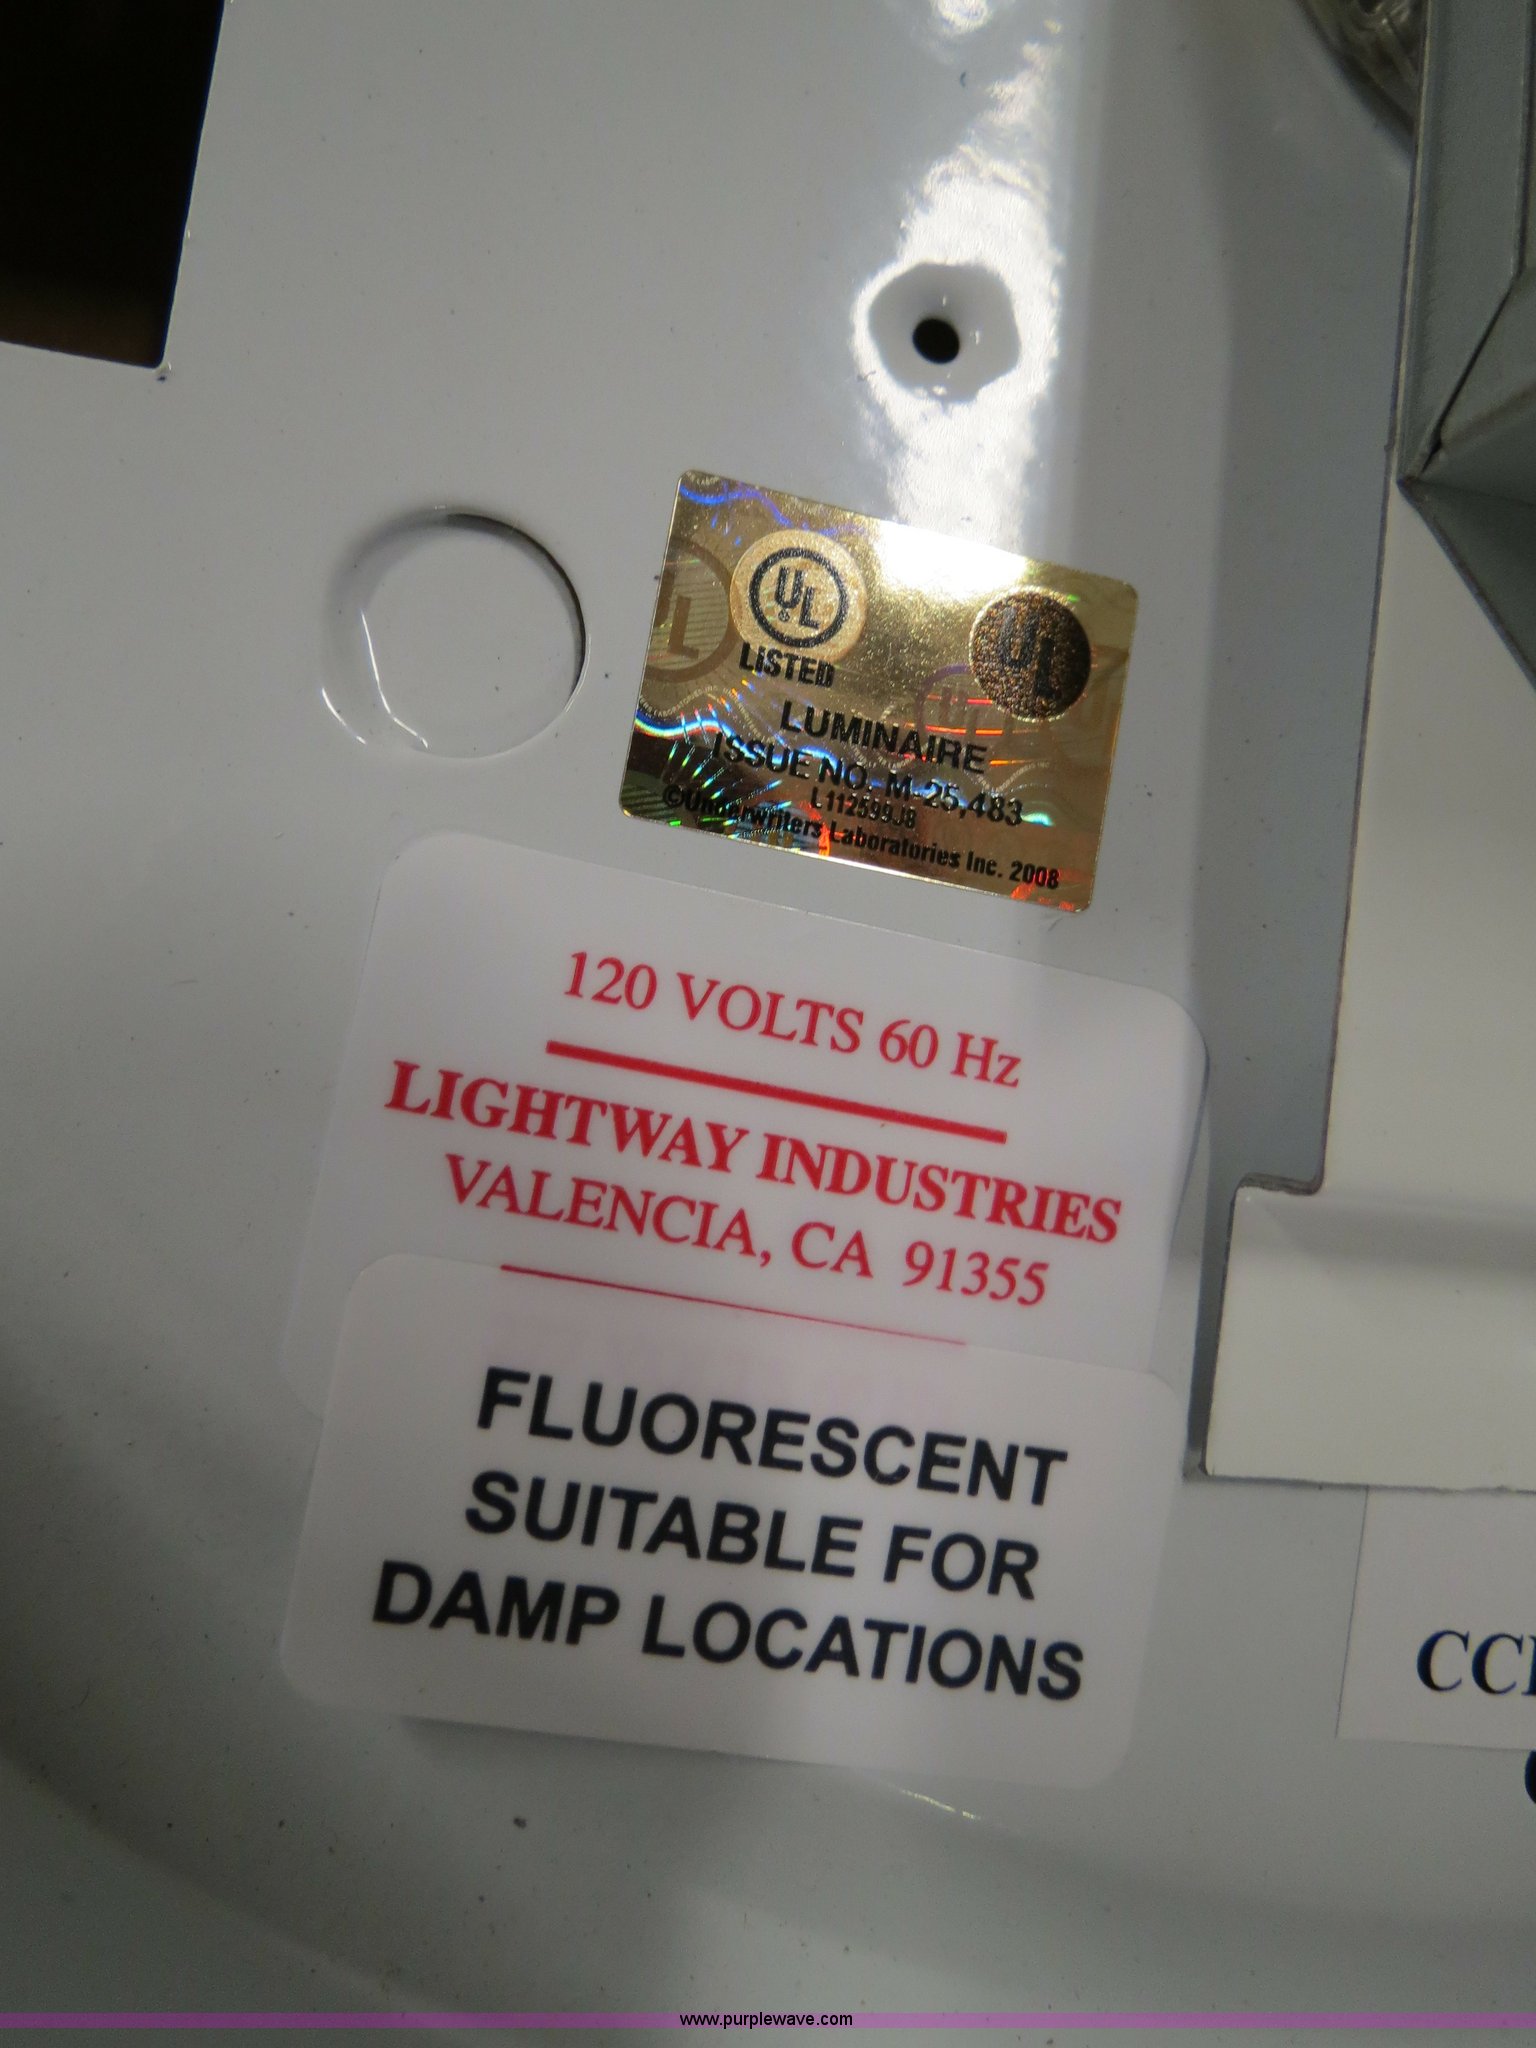 UL
UL
LISTED
LUMINAIRE
ISSUE NO. M-25,483
L112599J8
©Underwriters Laboratories Inc. 2008
120 VOLTS 60 Hz
LIGHTWAY INDUSTRIES
VALENCIA, CA 91355
FLUORESCENT
SUITABLE FOR
DAMP LOCATIONS
www.purplewave.com